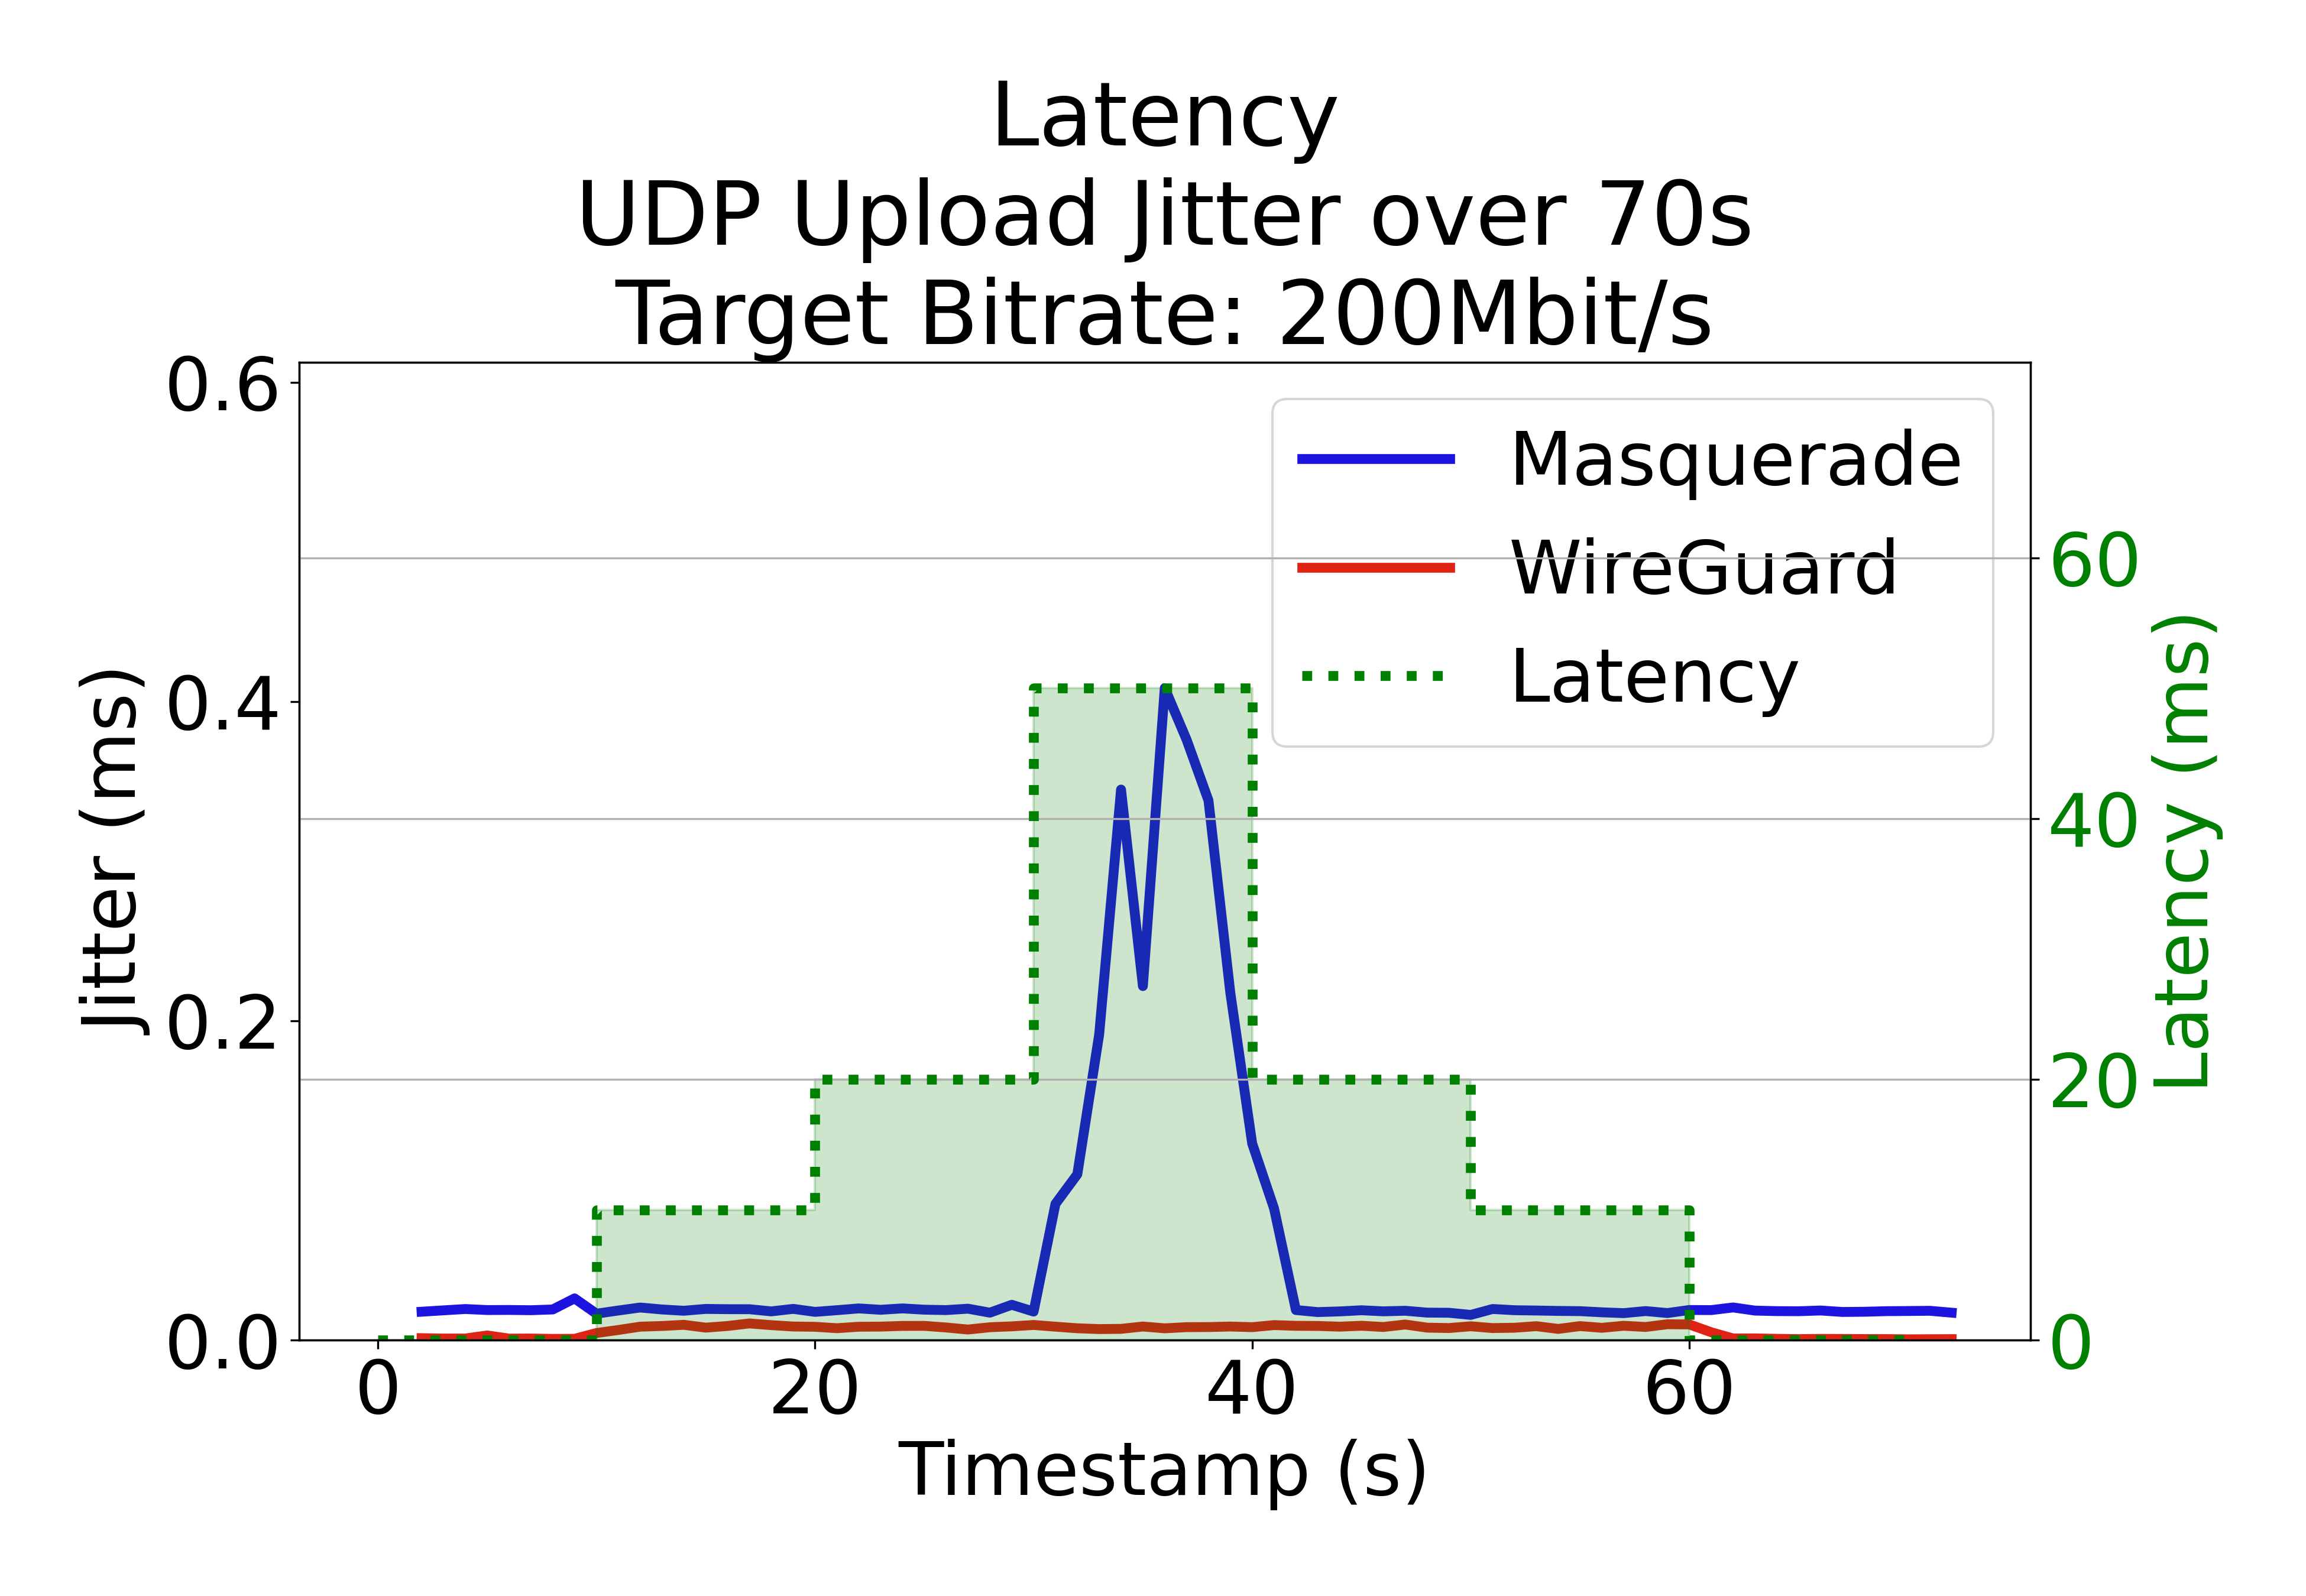 Latency
UDP Upload Jitter over 70s
Target Bitrate: 200Mbit/s
0.6
0.4
0.2
0.0
Jitter (ms)
Masquerade
WireGuard
Latency
60
40
20
0
Latency (ms)
0 20 40 60
Timestamp (s)